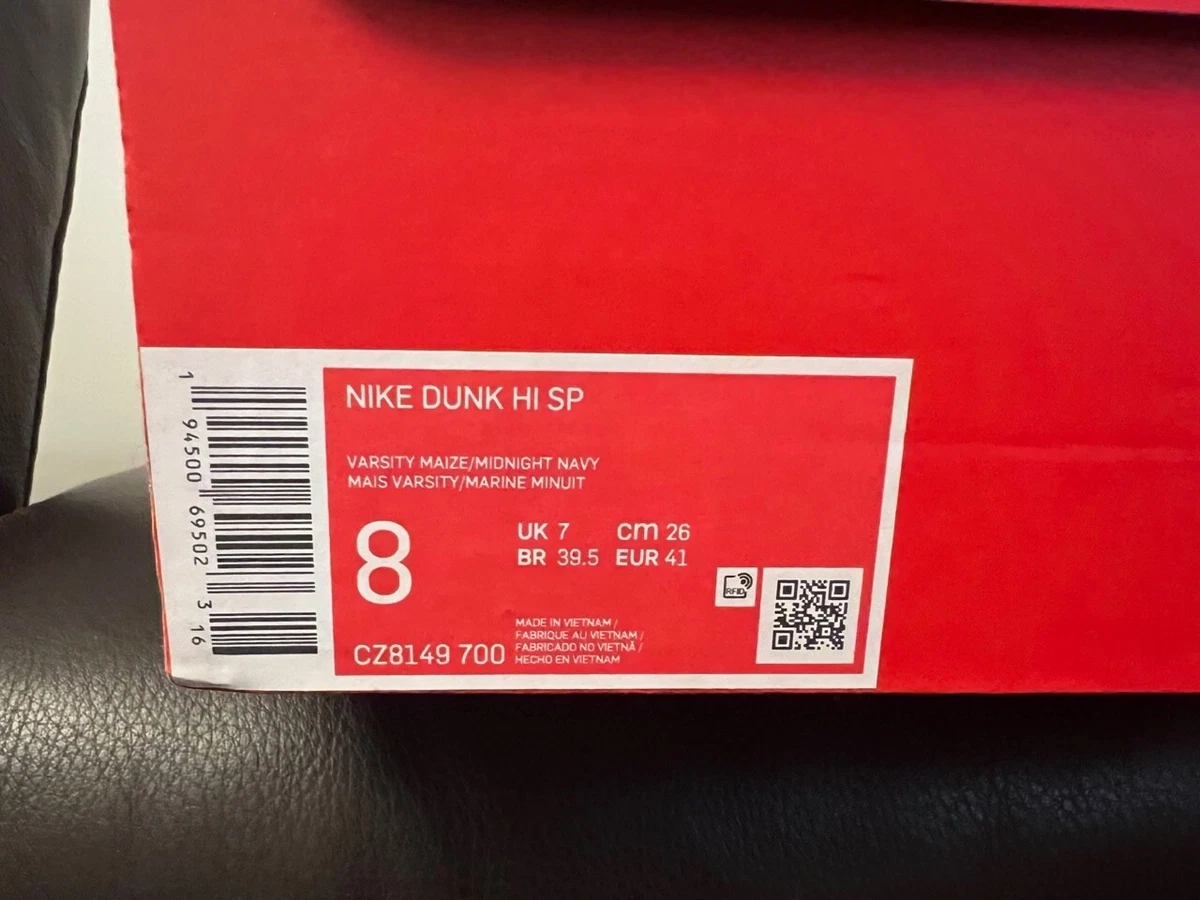 NIKE DUNK HI SP
VARSITY MAIZE/MIDNIGHT NAVY
MAIS VARSITY/MARINE MINUIT
8
UK 7 cm 26
BR 39.5 EUR 41
RFID
MADE IN VIETNAM /
FABRIQUE AU VIETNAM /
FABRICADO NO VIETNÃ /
HECHO EN VIETNAM
CZ8149 700
1 94500 69502 3 16